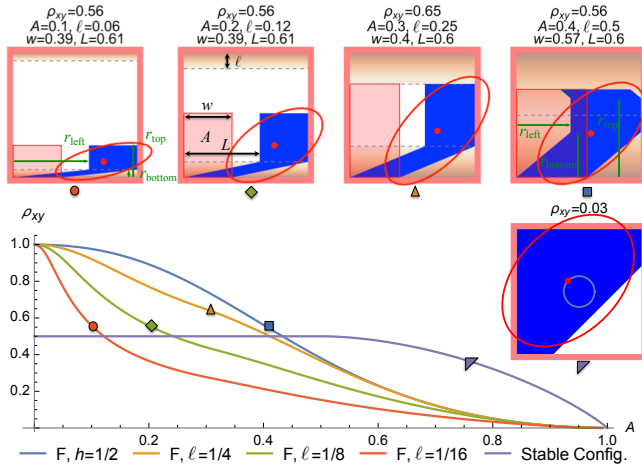 ρxy=0.56
A=0.1, ℓ=0.06
w=0.39, L=0.61
ρxy=0.56
A=0.2, ℓ=0.12
w=0.39, L=0.61
ρxy=0.65
A=0.3, ℓ=0.25
w=0.4, L=0.6
ρxy=0.56
A=0.4, ℓ=0.5
w=0.57, L=0.6
ℓ
w
A
L
rleft
rtop
rbottom
rleft
rtop
rbottom
ρxy=0.03
ρxy
1.0
0.8
0.6
0.4
0.2
0.2
0.4
0.6
0.8
1.0
A
F, h=1/2
F, ℓ=1/4
F, ℓ=1/8
F, ℓ=1/16
Stable Config.